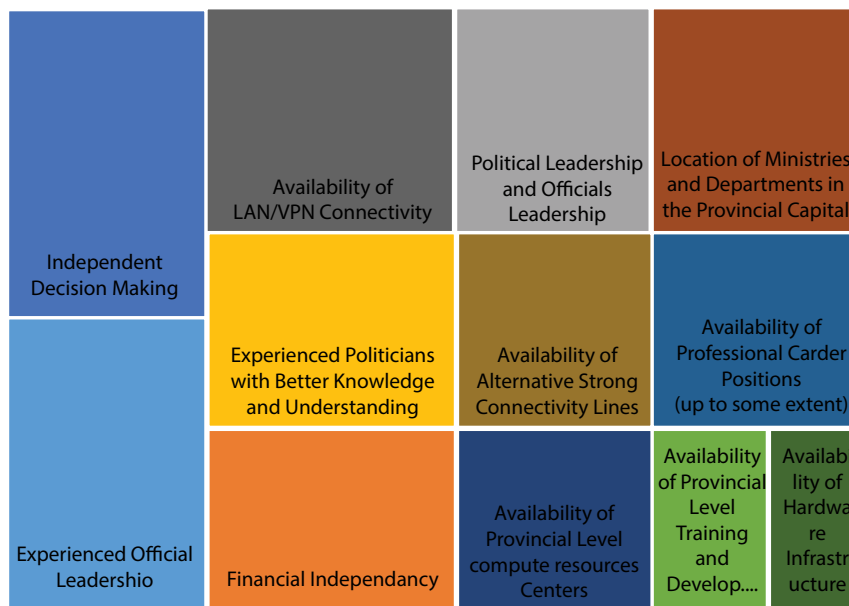 Independent
Decision Making
Experienced Official
Leadershio
Availability of
LAN/VPN Connectivity
Experienced Politicians
with Better Knowledge
and Understanding
Financial Independancy
Political Leadership
and Officials
Leadership
Availability of
Alternative Strong
Connectivity Lines
Availability of
Provincial Level
compute resources
Centers
Location of Ministries
and Departments in
the Provincial Capital
Availability of
Professional Carder
Positions
(up to some extent)
Availability
of Provincial
Level
Training
and
Develop....
Availabi
lity of
Hardwa
re
Infrastr
ucture